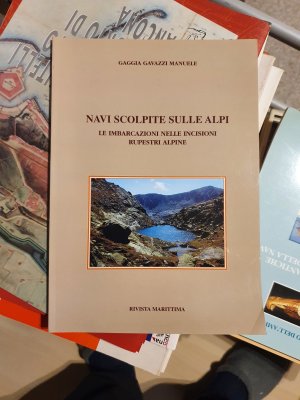 GAGGIA GAVAZZI MANUELE
NAVI SCOLPITE SULLE ALPI
LE IMBARCAZIONI NELLE INCISIONI
RUPESTRI ALPINE
RIVISTA MARITTIMA